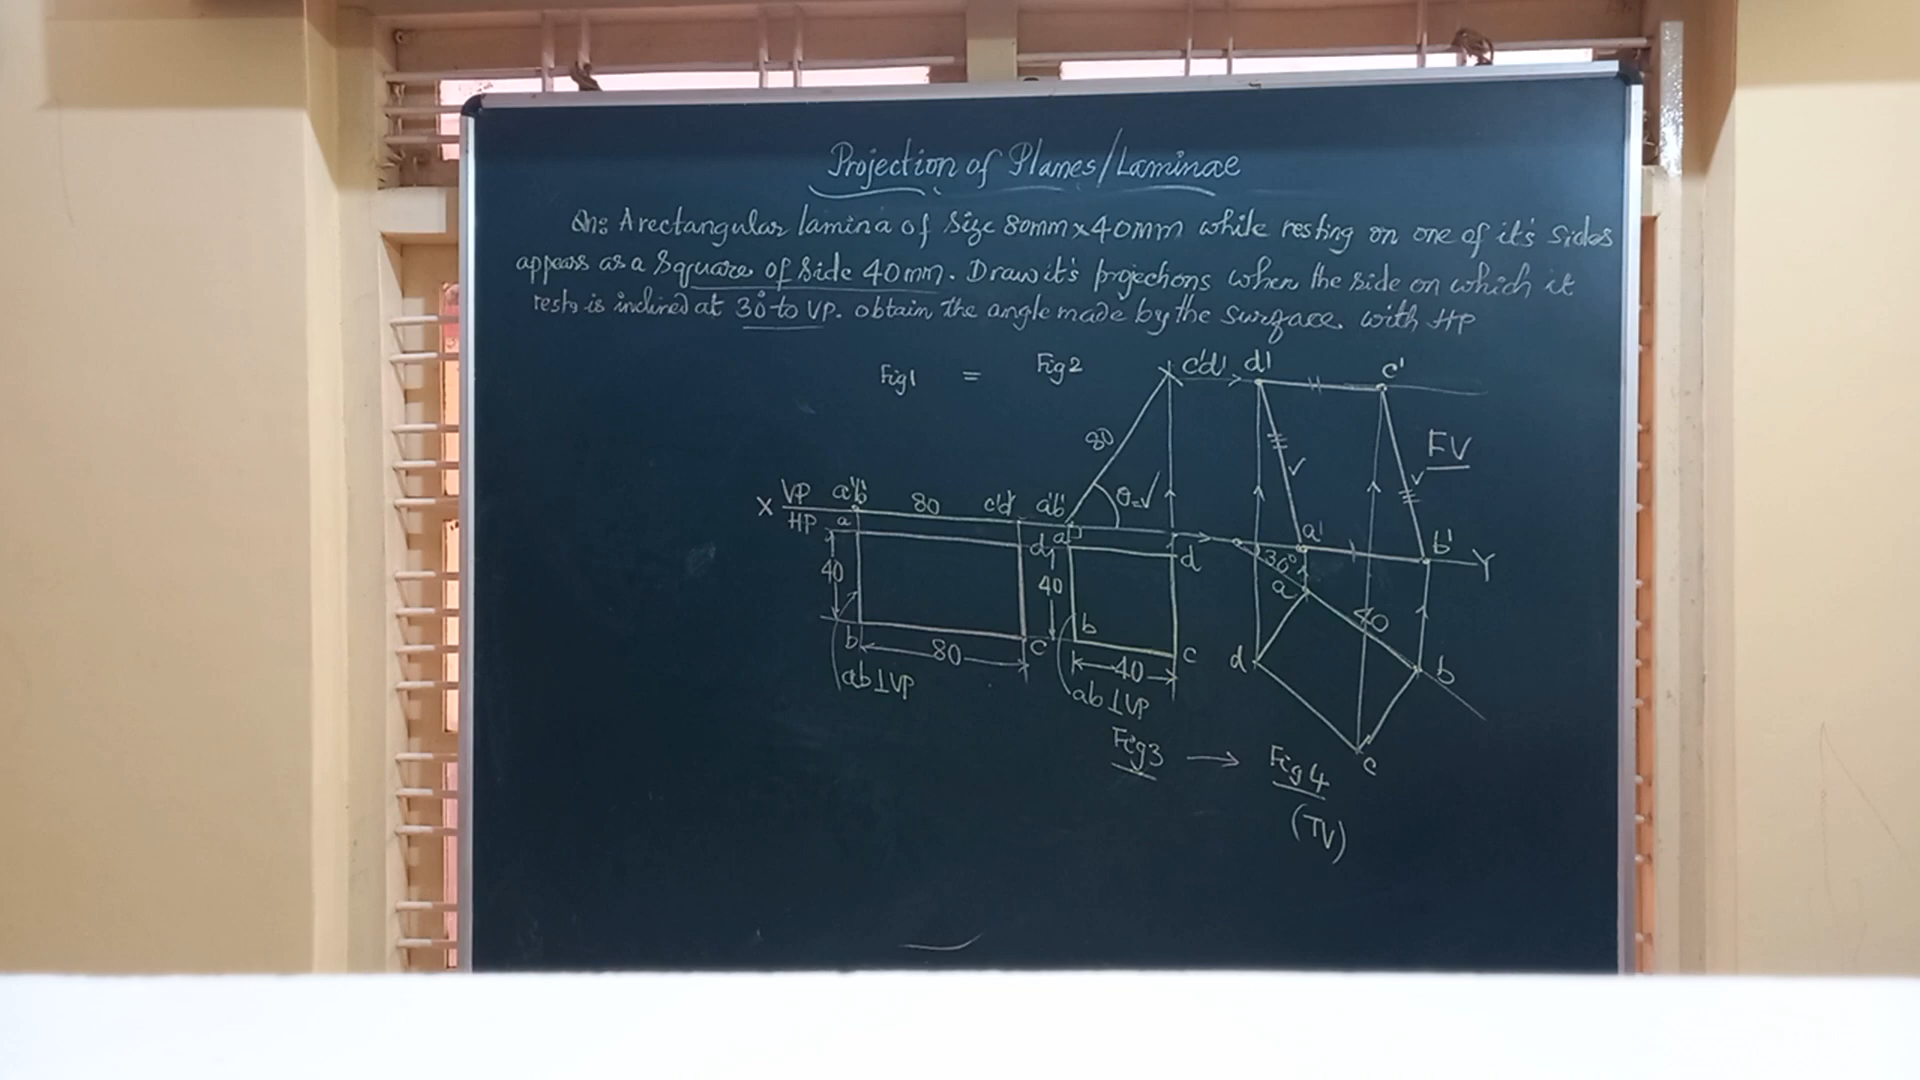 Projection of Planes/Laminae
Qn: A rectangular lamina of size 80mm x 40mm while resting on one of it's sides
appears as a square of side 40mm. Draw it's projections when the side on which it
rests is inclined at 30° to VP. obtain the angle made by the surface with HP
Fig1 = Fig2
c'd' d' c'
80
FV
X VP a'b' 80 c'd' a'b' θ=√
HP a d a d 30° a' b' Y
40 40 a 40
b 80 c b 40 c d b
ab⊥VP ab⊥VP
Fig3 → Fig4 c
(TV)